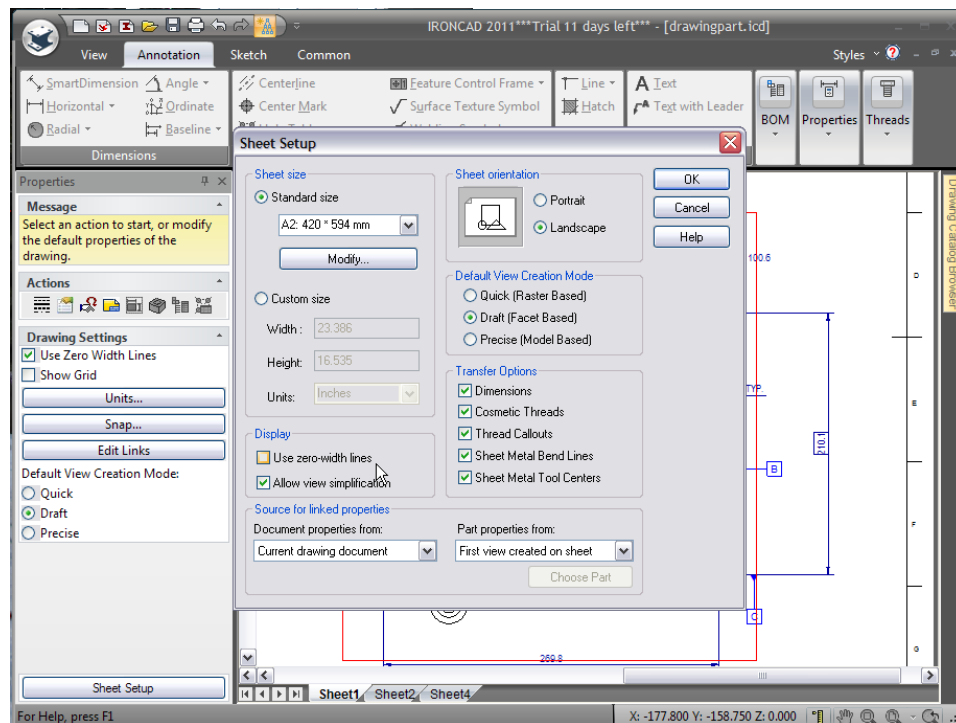 IRONCAD 2011***Trial 11 days left*** - [drawingpart.icd]
View Annotation Sketch Common Styles
SmartDimension Angle Centerline Feature Control Frame Line A Text
Horizontal Ordinate Center Mark Surface Texture Symbol Hatch Text with Leader
Radial Baseline
BOM Properties Threads
Dimensions
Sheet Setup
Properties
Message
Select an action to start, or modify
the default properties of the
drawing.
Actions
Drawing Settings
Use Zero Width Lines
Show Grid
Units...
Snap...
Edit Links
Default View Creation Mode:
Quick
Draft
Precise
Sheet Setup
Sheet size
Standard size
A2: 420 * 594 mm
Modify...
Custom size
Width : 23.386
Height: 16.535
Units: Inches
Display
Use zero-width lines
Allow view simplification
Sheet orientation
Portrait
Landscape
Default View Creation Mode
Quick (Raster Based)
Draft (Facet Based)
Precise (Model Based)
Transfer Options
Dimensions
Cosmetic Threads
Thread Callouts
Sheet Metal Bend Lines
Sheet Metal Tool Centers
OK
Cancel
Help
Source for linked properties
Document properties from: Part properties from:
Current drawing document First view created on sheet
Choose Part
100.6
D
TYP.
E
210.1
B
F
C
G
269.8
Drawing Catalog Browser
Sheet1 Sheet2 Sheet4
For Help, press F1
X: -177.800 Y: -158.750 Z: 0.000